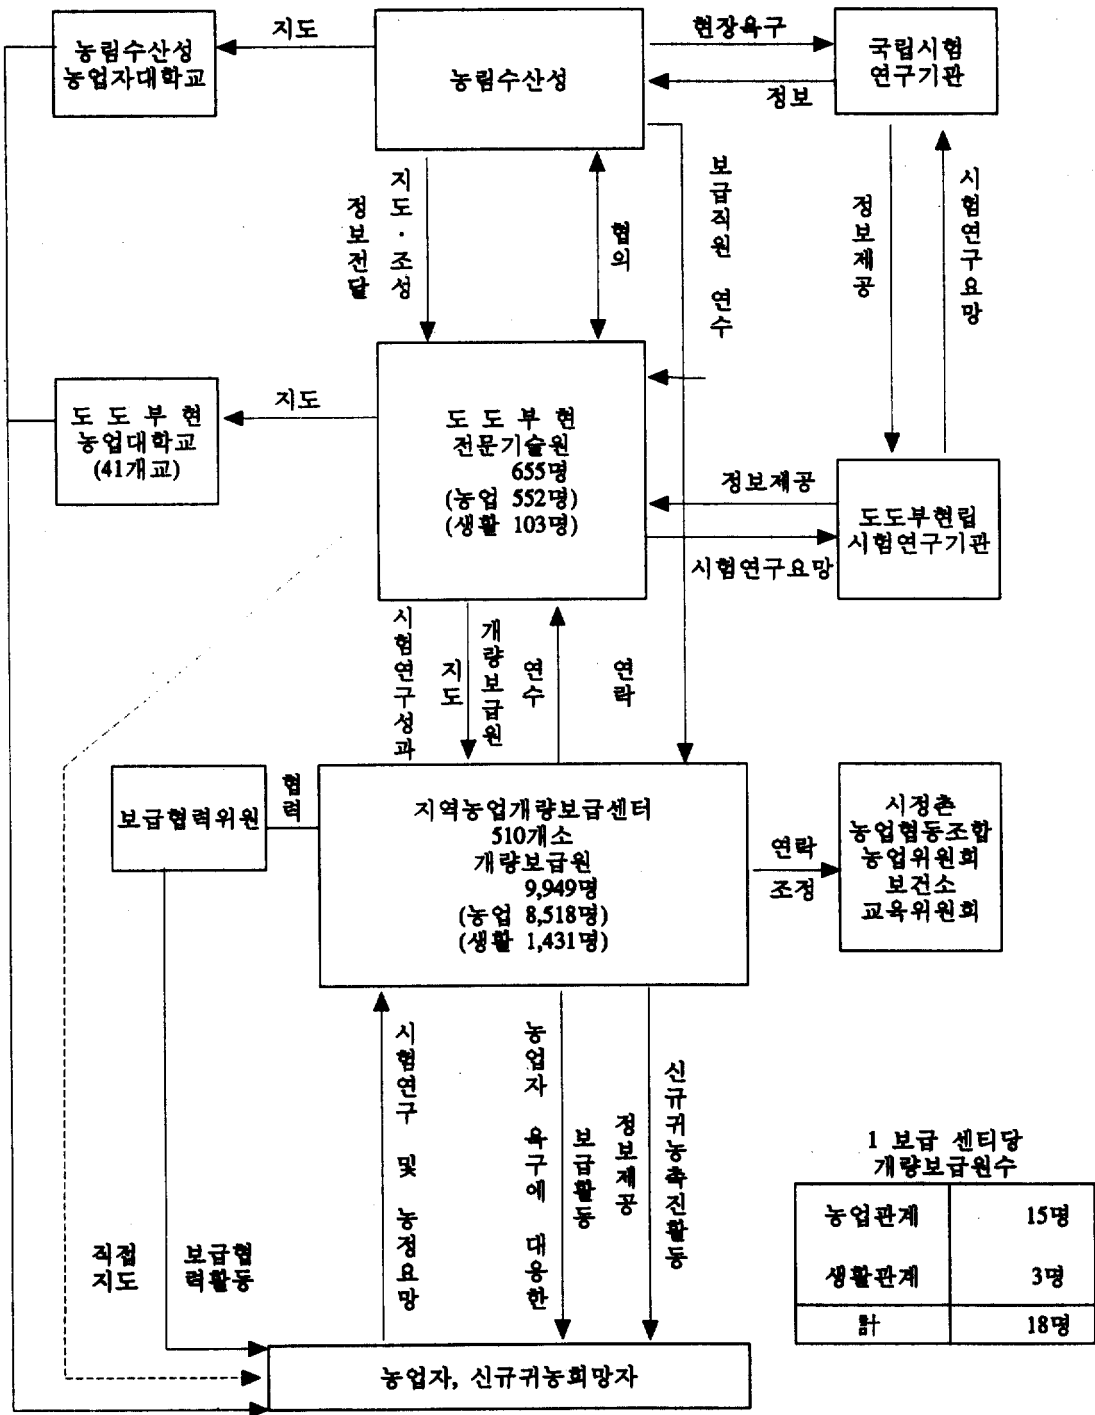 농림수산성
농업자대학교
지도
농림수산성
현장욕구
정보
국립시험
연구기관
정보전달
지도·조성
협의
보급직원 연수
정보제공
시험연구요망
도 도 부 현
농업대학교
(41개교)
지도
도 도 부 현
전문기술원
655명
(농업 552명)
(생활 103명)
정보제공
시험연구요망
도도부현립
시험연구기관
시험연구성과
지도
개량보급원
연수
연락
보급협력위원
협력
지역농업개량보급센터
510개소
개량보급원
9,949명
(농업 8,518명)
(생활 1,431명)
연락
조정
시정촌
농업협동조합
농업위원회
보건소
교육위원회
직접
지도
보급협
력활동
시험연구 및 농정요망
농업자 욕구에 대응한
보급활동
정보제공
신규귀농촉진활동
1 보급 센티당
개량보급원수
농업관계 15명
생활관계 3명
計 18명
농업자, 신규귀농희망자